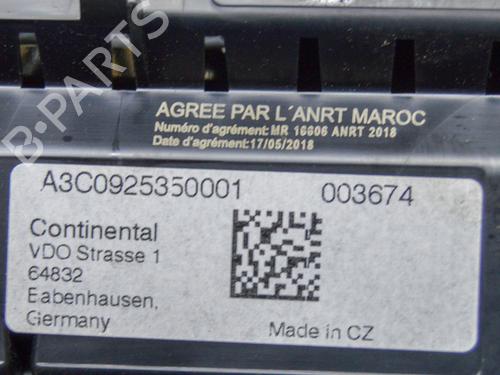 AGREE PAR L´ANRT MAROC
Numéro d'agrément:MR 16606 ANRT 2018
Date d'agrément:17/05/2018
A3C0925350001 003674
Continental
VDO Strasse 1
64832
Eabenhausen,
Germany
Made in CZ
B-PARTS